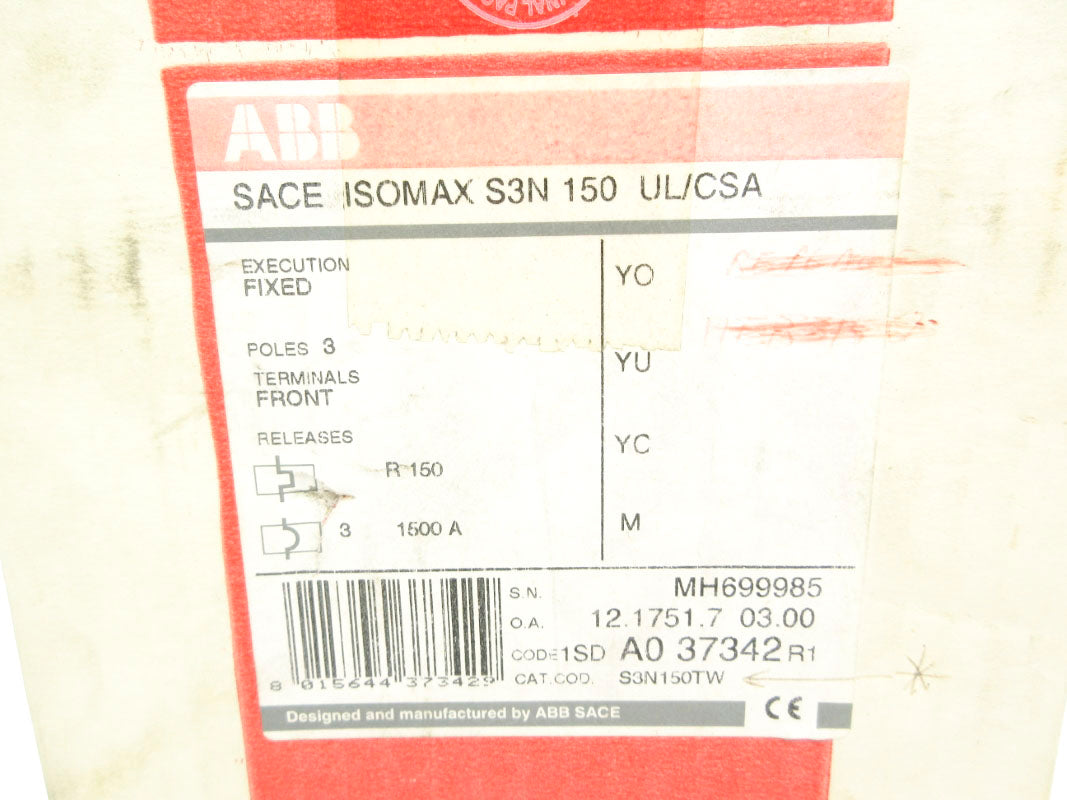 NAL PAC
ABB
SACE ISOMAX S3N 150 UL/CSA
EXECUTION
FIXED
POLES 3
TERMINALS
FRONT
RELEASES
R 150
3 1500 A
YO
YU
YC
M
S.N. MH699985
O.A. 12.1751.7 03.00
CODE 1SD A0 37342 R1
CAT.COD. S3N150TW
8 015644 373429
Designed and manufactured by ABB SACE
CE